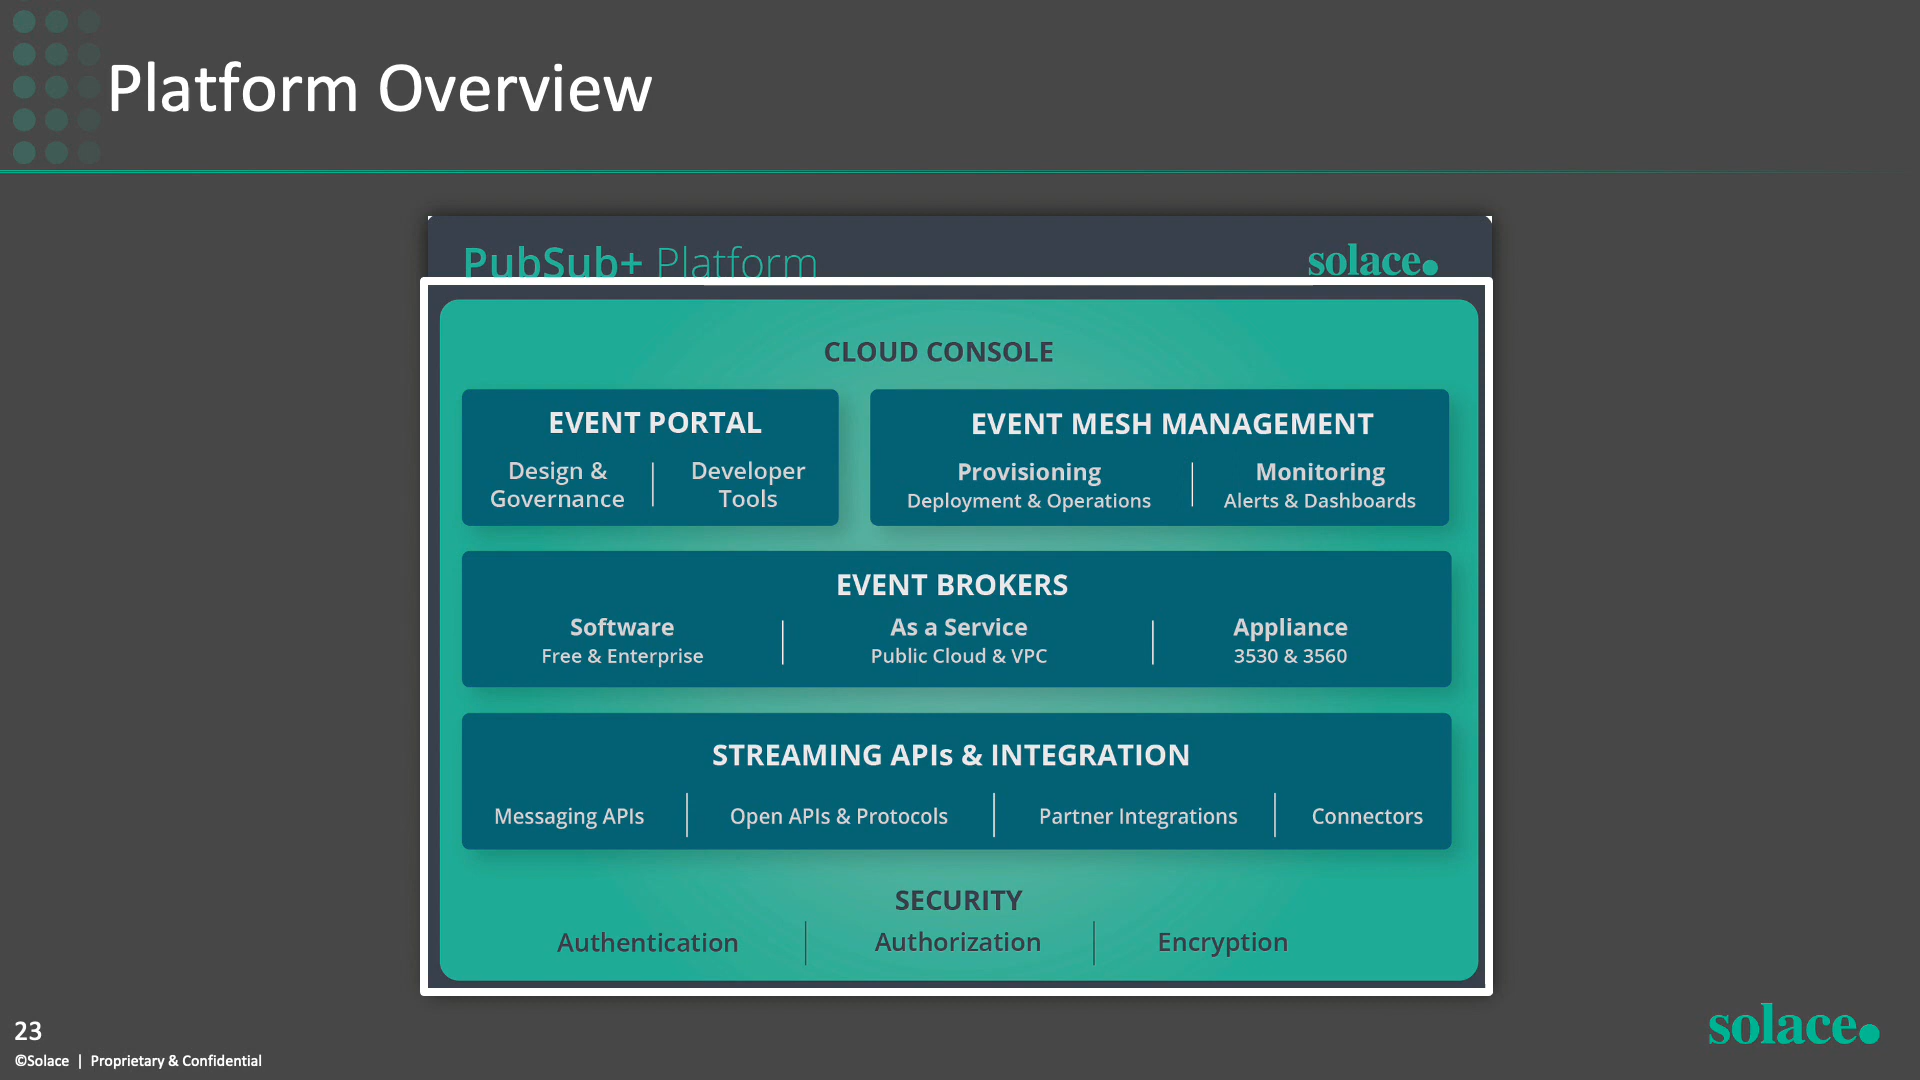 Platform Overview
PubSub+ Platform
solace.
CLOUD CONSOLE
EVENT PORTAL
Design &
Governance
Developer
Tools
EVENT MESH MANAGEMENT
Provisioning
Deployment & Operations
Monitoring
Alerts & Dashboards
EVENT BROKERS
Software
Free & Enterprise
As a Service
Public Cloud & VPC
Appliance
3530 & 3560
STREAMING APIs & INTEGRATION
Messaging APIs
Open APIs & Protocols
Partner Integrations
Connectors
SECURITY
Authentication
Authorization
Encryption
23
©Solace | Proprietary & Confidential
solace.